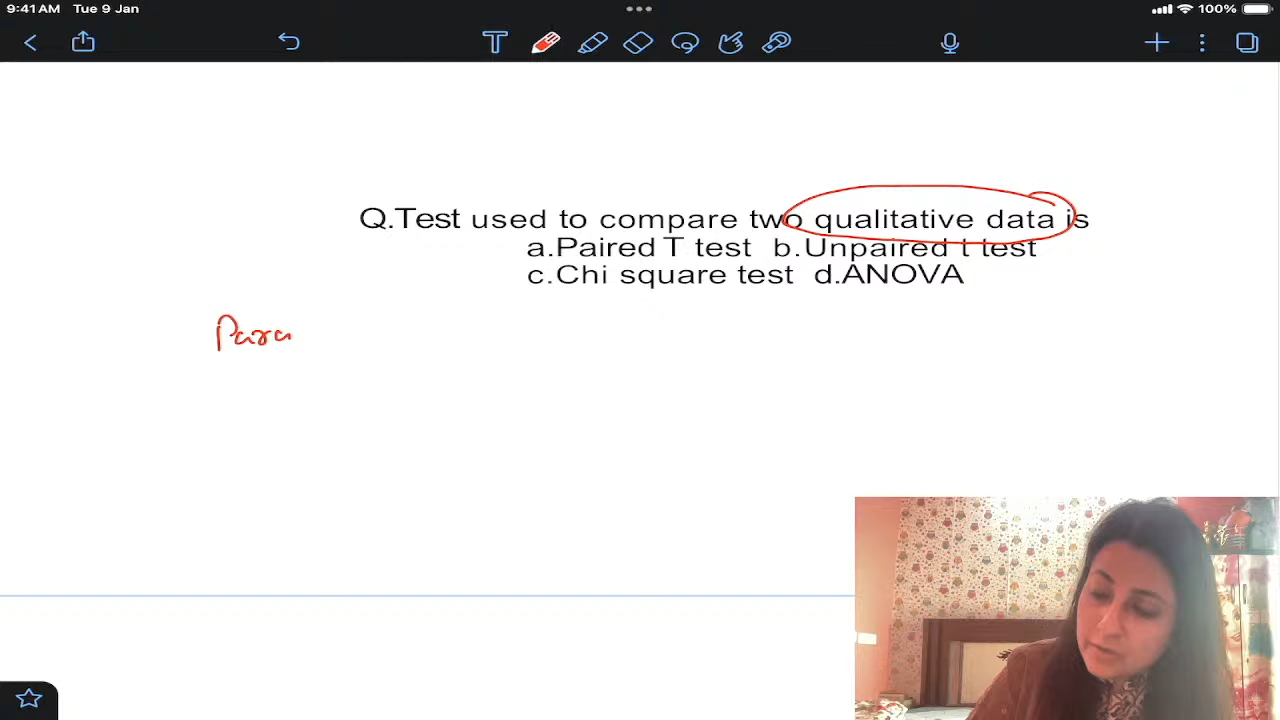 9:41 AM Tue 9 Jan
100%
Q.Test used to compare two qualitative data is
a.Paired T test b.Unpaired t test
c.Chi square test d.ANOVA
Para